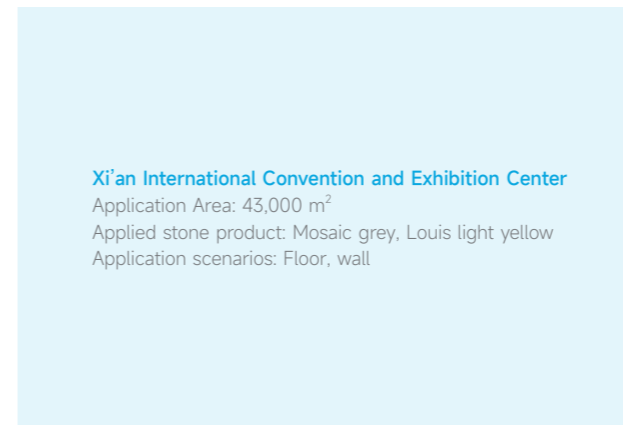 Xi’an International Convention and Exhibition Center
Application Area: 43,000 m²
Applied stone product: Mosaic grey, Louis light yellow
Application scenarios: Floor, wall